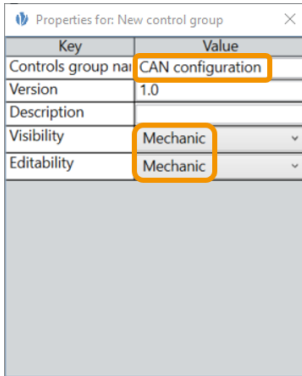 Properties for: New control group
Key Value
Controls group nar CAN configuration
Version 1.0
Description
Visibility Mechanic
Editability Mechanic